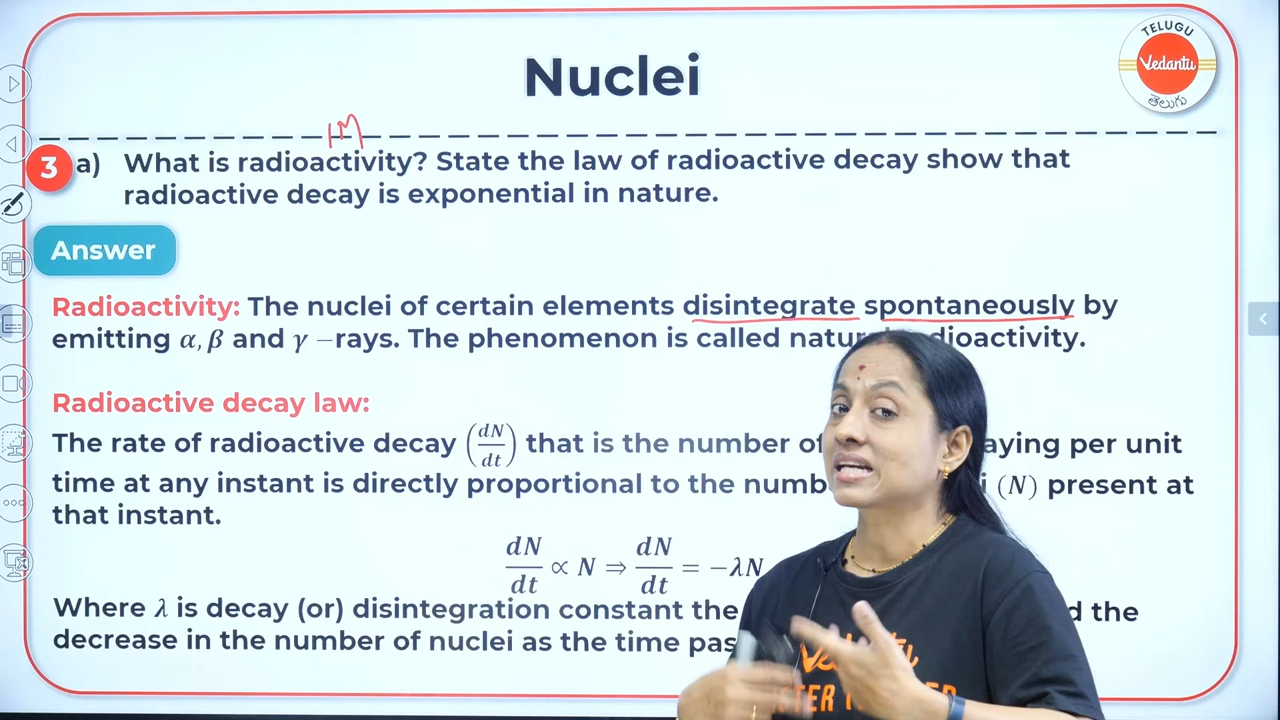 Nuclei
TELUGU
Vedantu
తెలుగు
1M
3 a) What is radioactivity? State the law of radioactive decay show that
radioactive decay is exponential in nature.
Answer
Radioactivity: The nuclei of certain elements disintegrate spontaneously by
emitting α, β and γ −rays. The phenomenon is called dioactivity.
Radioactive decay law:
The rate of radioactive decay (dN/dt) that is the number of aying per unit
time at any instant is directly proportional to the numb (N) present at
that instant.
dN/dt ∝ N ⇒ dN/dt = −λN
Where λ is decay (or) disintegration constant the the
decrease in the number of nuclei as the time pas
Vedantu